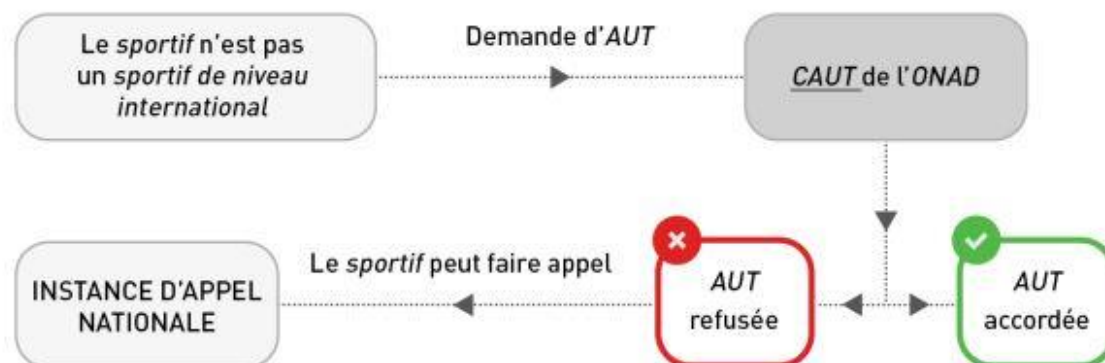 Le sportif n'est pas
un sportif de niveau
international
Demande d'AUT
CAUT de l'ONAD
INSTANCE D'APPEL
NATIONALE
Le sportif peut faire appel
AUT
refusée
AUT
accordée